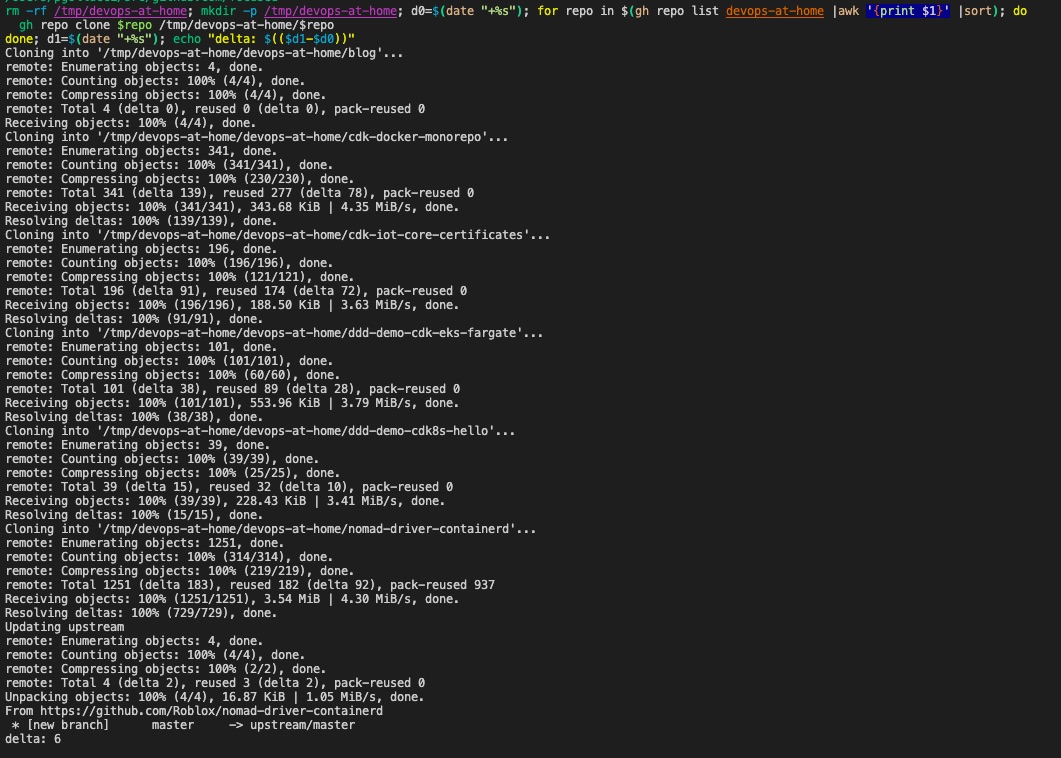 rm -rf /tmp/devops-at-home; mkdir -p /tmp/devops-at-home; d0=$(date "+%s"); for repo in $(gh repo list devops-at-home |awk '{print $1}' |sort); do
  gh repo clone $repo /tmp/devops-at-home/$repo
done; d1=$(date "+%s"); echo "delta: $(($d1-$d0))"
Cloning into '/tmp/devops-at-home/devops-at-home/blog'...
remote: Enumerating objects: 4, done.
remote: Counting objects: 100% (4/4), done.
remote: Compressing objects: 100% (4/4), done.
remote: Total 4 (delta 0), reused 0 (delta 0), pack-reused 0
Receiving objects: 100% (4/4), done.
Cloning into '/tmp/devops-at-home/devops-at-home/cdk-docker-monorepo'...
remote: Enumerating objects: 341, done.
remote: Counting objects: 100% (341/341), done.
remote: Compressing objects: 100% (230/230), done.
remote: Total 341 (delta 139), reused 277 (delta 78), pack-reused 0
Receiving objects: 100% (341/341), 343.68 KiB | 4.35 MiB/s, done.
Resolving deltas: 100% (139/139), done.
Cloning into '/tmp/devops-at-home/devops-at-home/cdk-iot-core-certificates'...
remote: Enumerating objects: 196, done.
remote: Counting objects: 100% (196/196), done.
remote: Compressing objects: 100% (121/121), done.
remote: Total 196 (delta 91), reused 174 (delta 72), pack-reused 0
Receiving objects: 100% (196/196), 188.50 KiB | 3.63 MiB/s, done.
Resolving deltas: 100% (91/91), done.
Cloning into '/tmp/devops-at-home/devops-at-home/ddd-demo-cdk-eks-fargate'...
remote: Enumerating objects: 101, done.
remote: Counting objects: 100% (101/101), done.
remote: Compressing objects: 100% (60/60), done.
remote: Total 101 (delta 38), reused 89 (delta 28), pack-reused 0
Receiving objects: 100% (101/101), 553.96 KiB | 3.79 MiB/s, done.
Resolving deltas: 100% (38/38), done.
Cloning into '/tmp/devops-at-home/devops-at-home/ddd-demo-cdk8s-hello'...
remote: Enumerating objects: 39, done.
remote: Counting objects: 100% (39/39), done.
remote: Compressing objects: 100% (25/25), done.
remote: Total 39 (delta 15), reused 32 (delta 10), pack-reused 0
Receiving objects: 100% (39/39), 228.43 KiB | 3.41 MiB/s, done.
Resolving deltas: 100% (15/15), done.
Cloning into '/tmp/devops-at-home/devops-at-home/nomad-driver-containerd'...
remote: Enumerating objects: 1251, done.
remote: Counting objects: 100% (314/314), done.
remote: Compressing objects: 100% (219/219), done.
remote: Total 1251 (delta 183), reused 182 (delta 92), pack-reused 937
Receiving objects: 100% (1251/1251), 3.54 MiB | 4.30 MiB/s, done.
Resolving deltas: 100% (729/729), done.
Updating upstream
remote: Enumerating objects: 4, done.
remote: Counting objects: 100% (4/4), done.
remote: Compressing objects: 100% (2/2), done.
remote: Total 4 (delta 2), reused 3 (delta 2), pack-reused 0
Unpacking objects: 100% (4/4), 16.87 KiB | 1.05 MiB/s, done.
From https://github.com/Roblox/nomad-driver-containerd
 * [new branch]      master     -> upstream/master
delta: 6